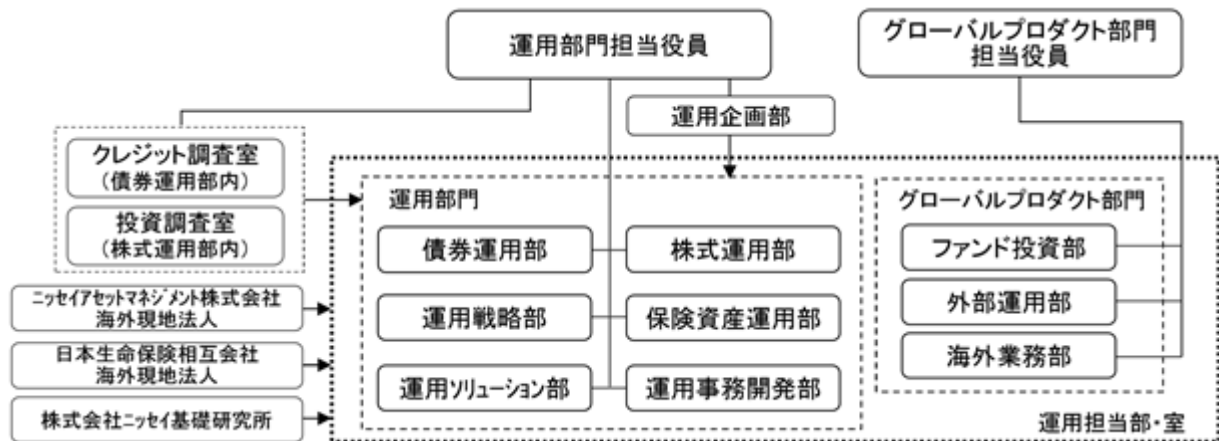 運用部門担当役員
グローバルプロダクト部門
担当役員
運用企画部
クレジット調査室
(債券運用部内)
投資調査室
(株式運用部内)
運用部門
債券運用部
株式運用部
運用戦略部
保険資産運用部
運用ソリューション部
運用事務開発部
グローバルプロダクト部門
ファンド投資部
外部運用部
海外業務部
ニッセイアセットマネジメント株式会社
海外現地法人
日本生命保険相互会社
海外現地法人
株式会社ニッセイ基礎研究所
運用担当部・室